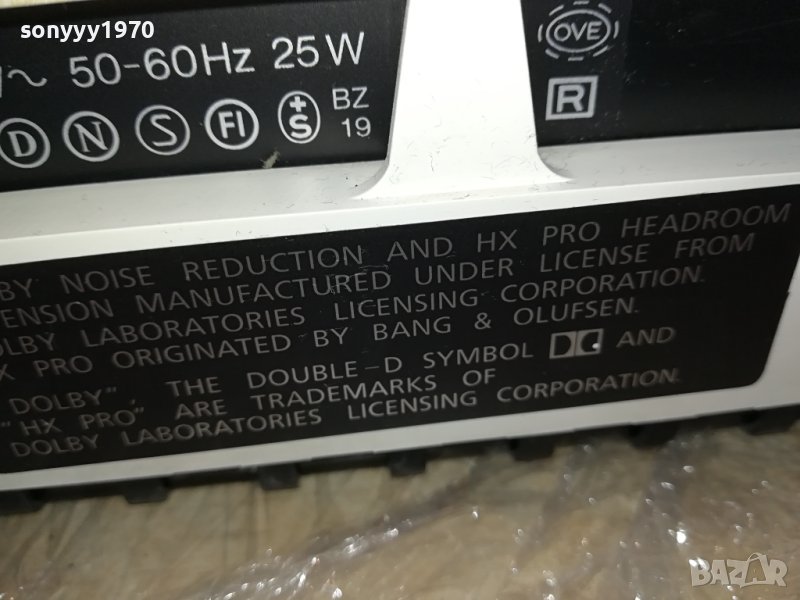 sonyyy1970
~ 50-60Hz 25W
OVE
D N S FI +S BZ 19
R
BY NOISE REDUCTION AND HX PRO HEADROOM
ENSION MANUFACTURED UNDER LICENSE FROM
OLBY LABORATORIES LICENSING CORPORATION.
X PRO ORIGINATED BY BANG & OLUFSEN.
DOLBY", THE DOUBLE-D SYMBOL AND
"HX PRO" ARE TRADEMARKS OF
DOLBY LABORATORIES LICENSING CORPORATION.
BAZAR